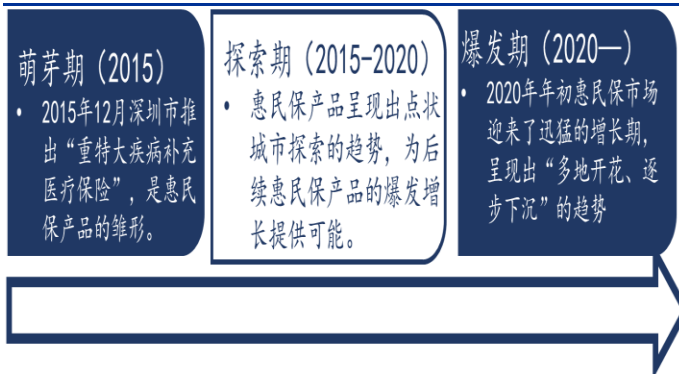 萌芽期（2015）
• 2015年12月深圳市推
出“重特大疾病补充
医疗保险”，是惠民
保产品的雏形。
探索期（2015-2020）
• 惠民保产品呈现出点状
城市探索的趋势，为后
续惠民保产品的爆发增
长提供可能。
爆发期（2020—）
• 2020年年初惠民保市场
迎来了迅猛的增长期，
呈现出“多地开花、逐
步下沉”的趋势